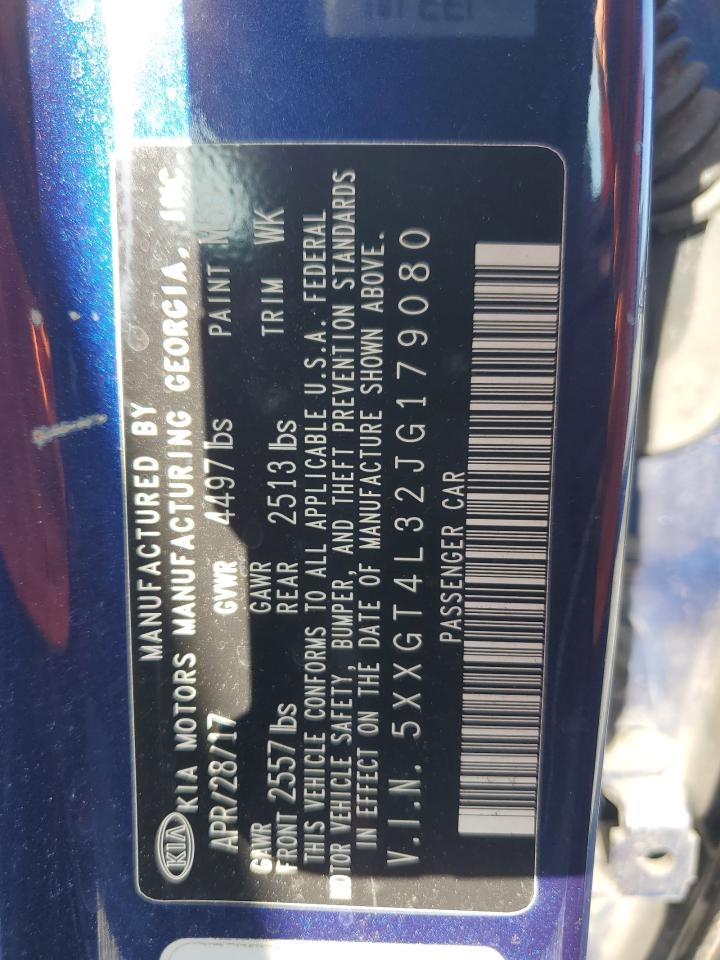 KIA
MANUFACTURED BY
KIA MOTORS MANUFACTURING GEORGIA, INC.
APR/28/17 GVWR 4497 lbs PAINT
GAWR FRONT 2557 lbs GAWR REAR 2513 lbs TRIM WK
THIS VEHICLE CONFORMS TO ALL APPLICABLE U.S.A. FEDERAL
MOTOR VEHICLE SAFETY, BUMPER, AND THEFT PREVENTION STANDARDS
IN EFFECT ON THE DATE OF MANUFACTURE SHOWN ABOVE.
V.I.N. 5XXGT4L32JG179080
PASSENGER CAR